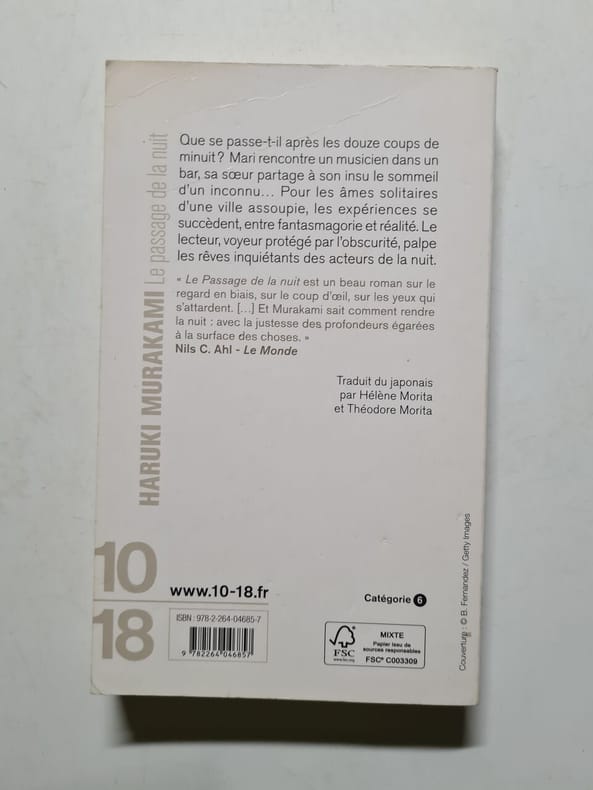 HARUKI MURAKAMI Le passage de la nuit
Que se passe-t-il après les douze coups de
minuit ? Mari rencontre un musicien dans un
bar, sa sœur partage à son insu le sommeil
d'un inconnu... Pour les âmes solitaires
d'une ville assoupie, les expériences se
succèdent, entre fantasmagorie et réalité. Le
lecteur, voyeur protégé par l'obscurité, palpe
les rêves inquiétants des acteurs de la nuit.
« Le Passage de la nuit est un beau roman sur le
regard en biais, sur le coup d'œil, sur les yeux qui
s'attardent. [...] Et Murakami sait comment rendre
la nuit : avec la justesse des profondeurs égarées
à la surface des choses. »
Nils C. Ahl - Le Monde
Traduit du japonais
par Hélène Morita
et Théodore Morita
10
18
www.10-18.fr
Catégorie 6
ISBN : 978-2-264-04685-7
9 782264 046857
FSC
www.fsc.org
MIXTE
Papier issu de
sources responsables
FSC® C003309
Couverture : © B. Fernandez / Getty Images